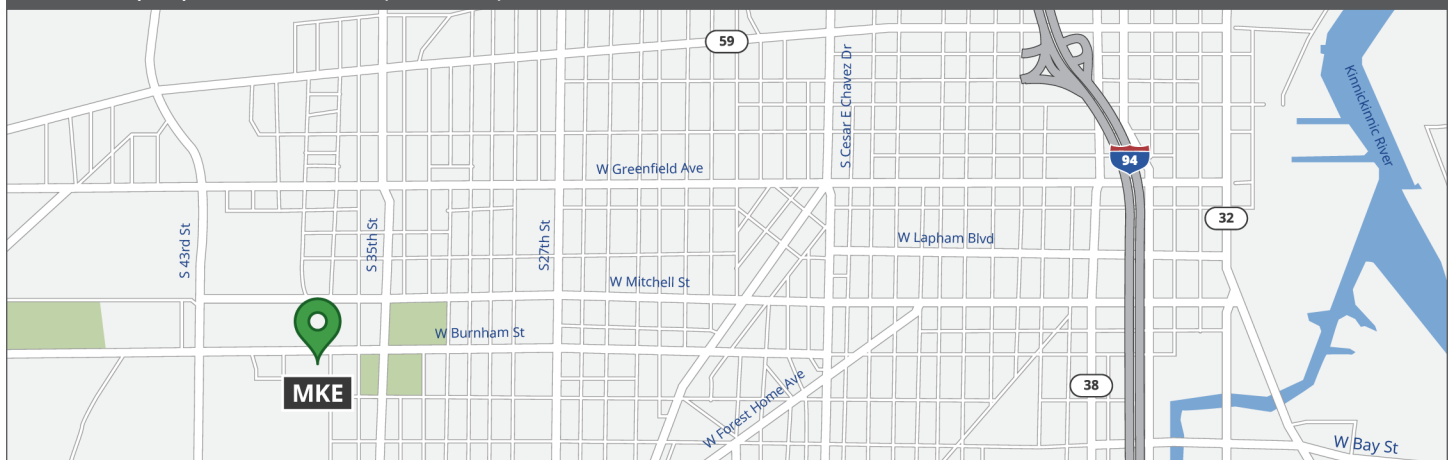 59
S Cesar E Chavez Dr
Kinnickinnic River
94
W Greenfield Ave
32
S 43rd St
S 35th St
S27th St
W Lapham Blvd
W Mitchell St
W Burnham St
MKE
38
W Forest Home Ave
W Bay St